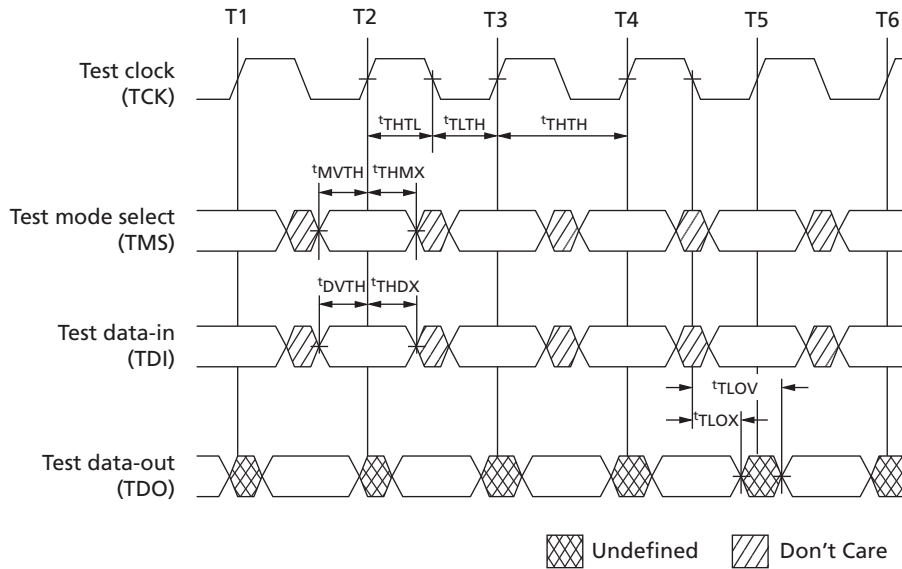 T1 T2 T3 T4 T5 T6
Test clock
(TCK)
tTHTL tTLTH tTHTH
tMVTH tTHMX
Test mode select
(TMS)
tDVTH tTHDX
Test data-in
(TDI)
tTLOV
tTLOX
Test data-out
(TDO)
Undefined Don't Care